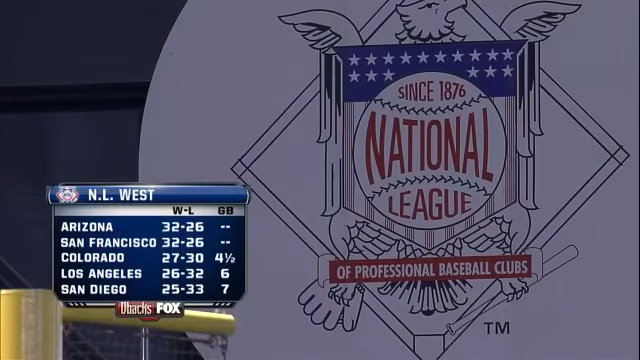 SINCE 1876
NATIONAL
LEAGUE
OF PROFESSIONAL BASEBALL CLUBS
TM
N.L. WEST
W-L GB
ARIZONA 32-26 --
SAN FRANCISCO 32-26 --
COLORADO 27-30 4½
LOS ANGELES 26-32 6
SAN DIEGO 25-33 7
Dbacks FOX